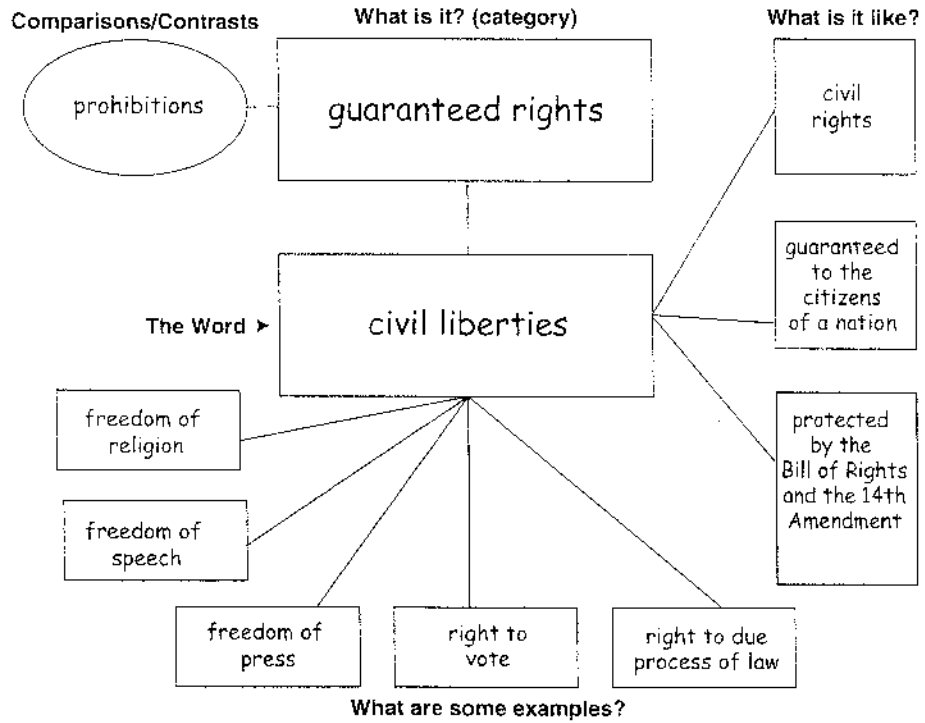 Comparisons/Contrasts
What is it? (category)
What is it like?
prohibitions
guaranteed rights
civil
rights
guaranteed
to the
citizens
of a nation
The Word ➤
civil liberties
protected
by the
Bill of Rights
and the 14th
Amendment
freedom of
religion
freedom of
speech
freedom of
press
right to
vote
right to due
process of law
What are some examples?